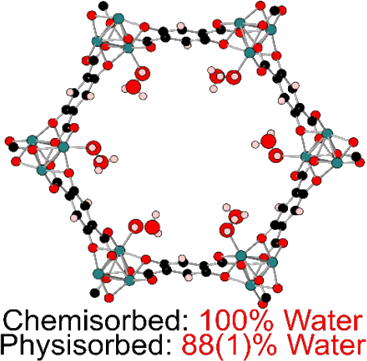 Chemisorbed: 100% Water
Physisorbed: 88(1)% Water